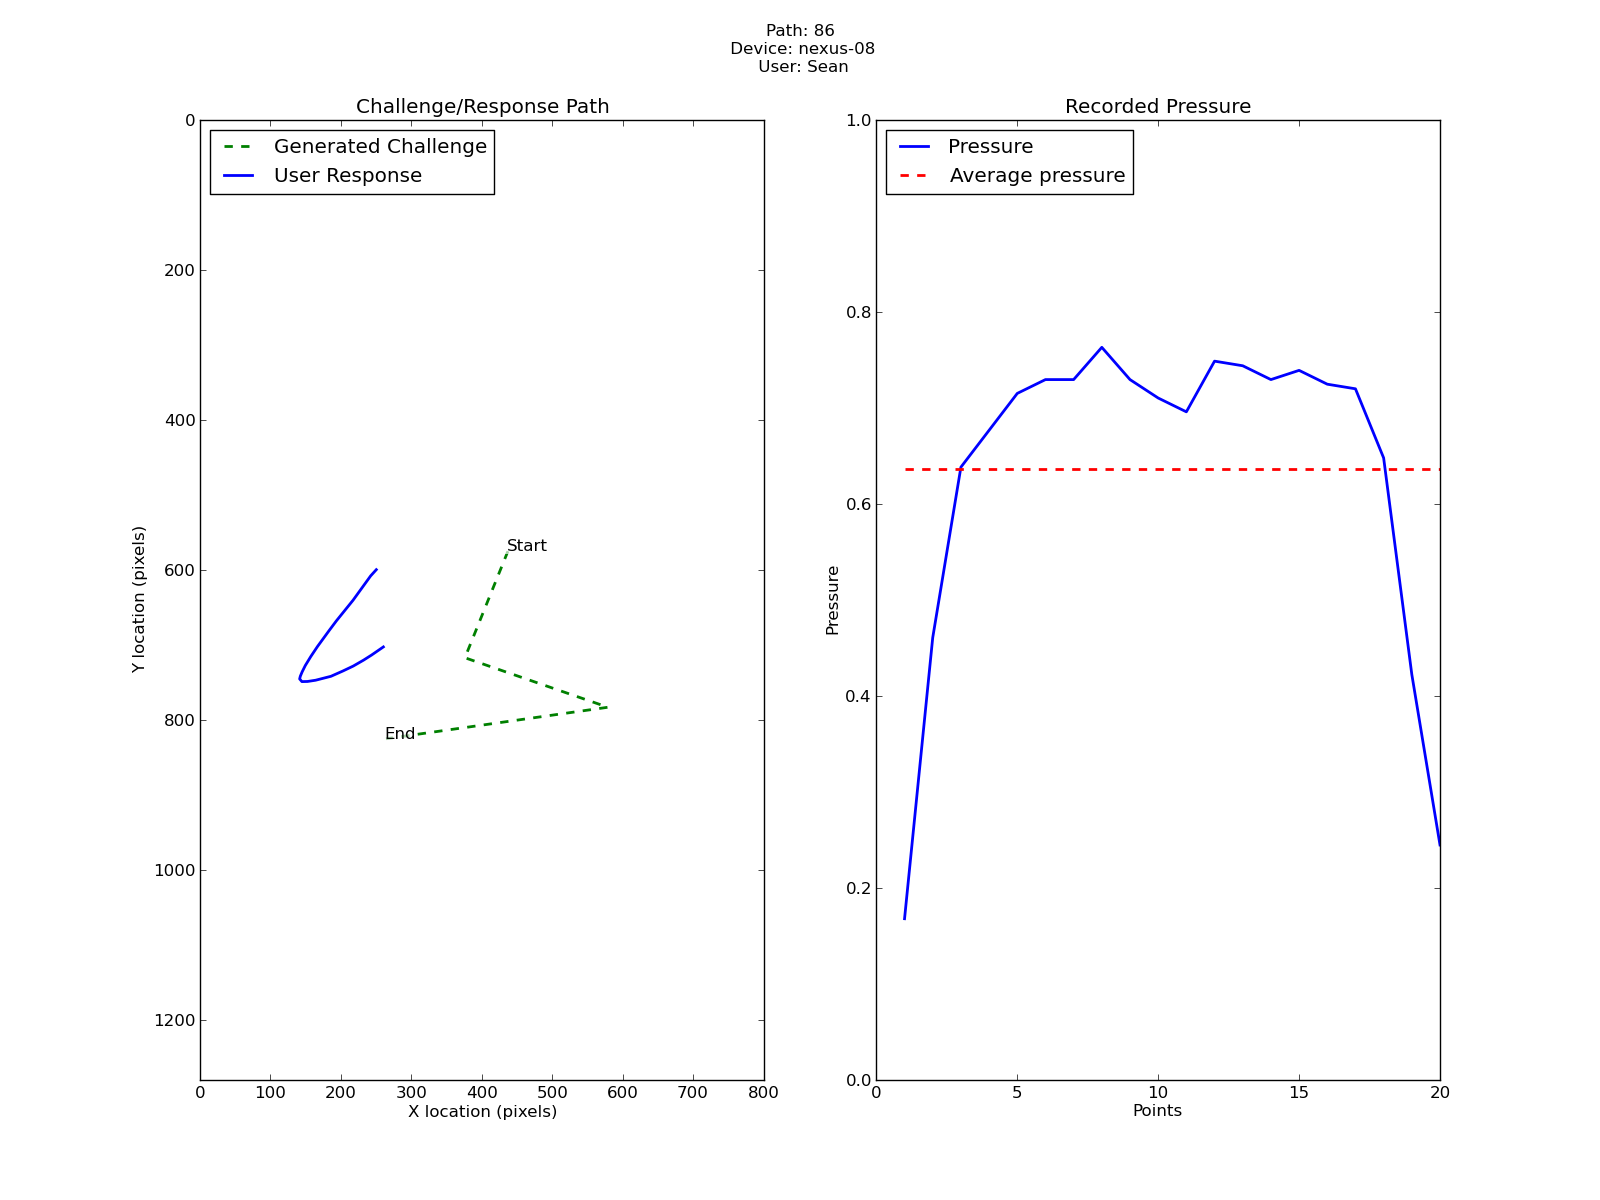 Path: 86
Device: nexus-08
User: Sean
Challenge/Response Path
0
200
400
600
800
1000
1200
Y location (pixels)
Generated Challenge
User Response
Start
End
0 100 200 300 400 500 600 700 800
X location (pixels)
Recorded Pressure
1.0
0.8
0.6
0.4
0.2
0.0
Pressure
Pressure
Average pressure
0 5 10 15 20
Points